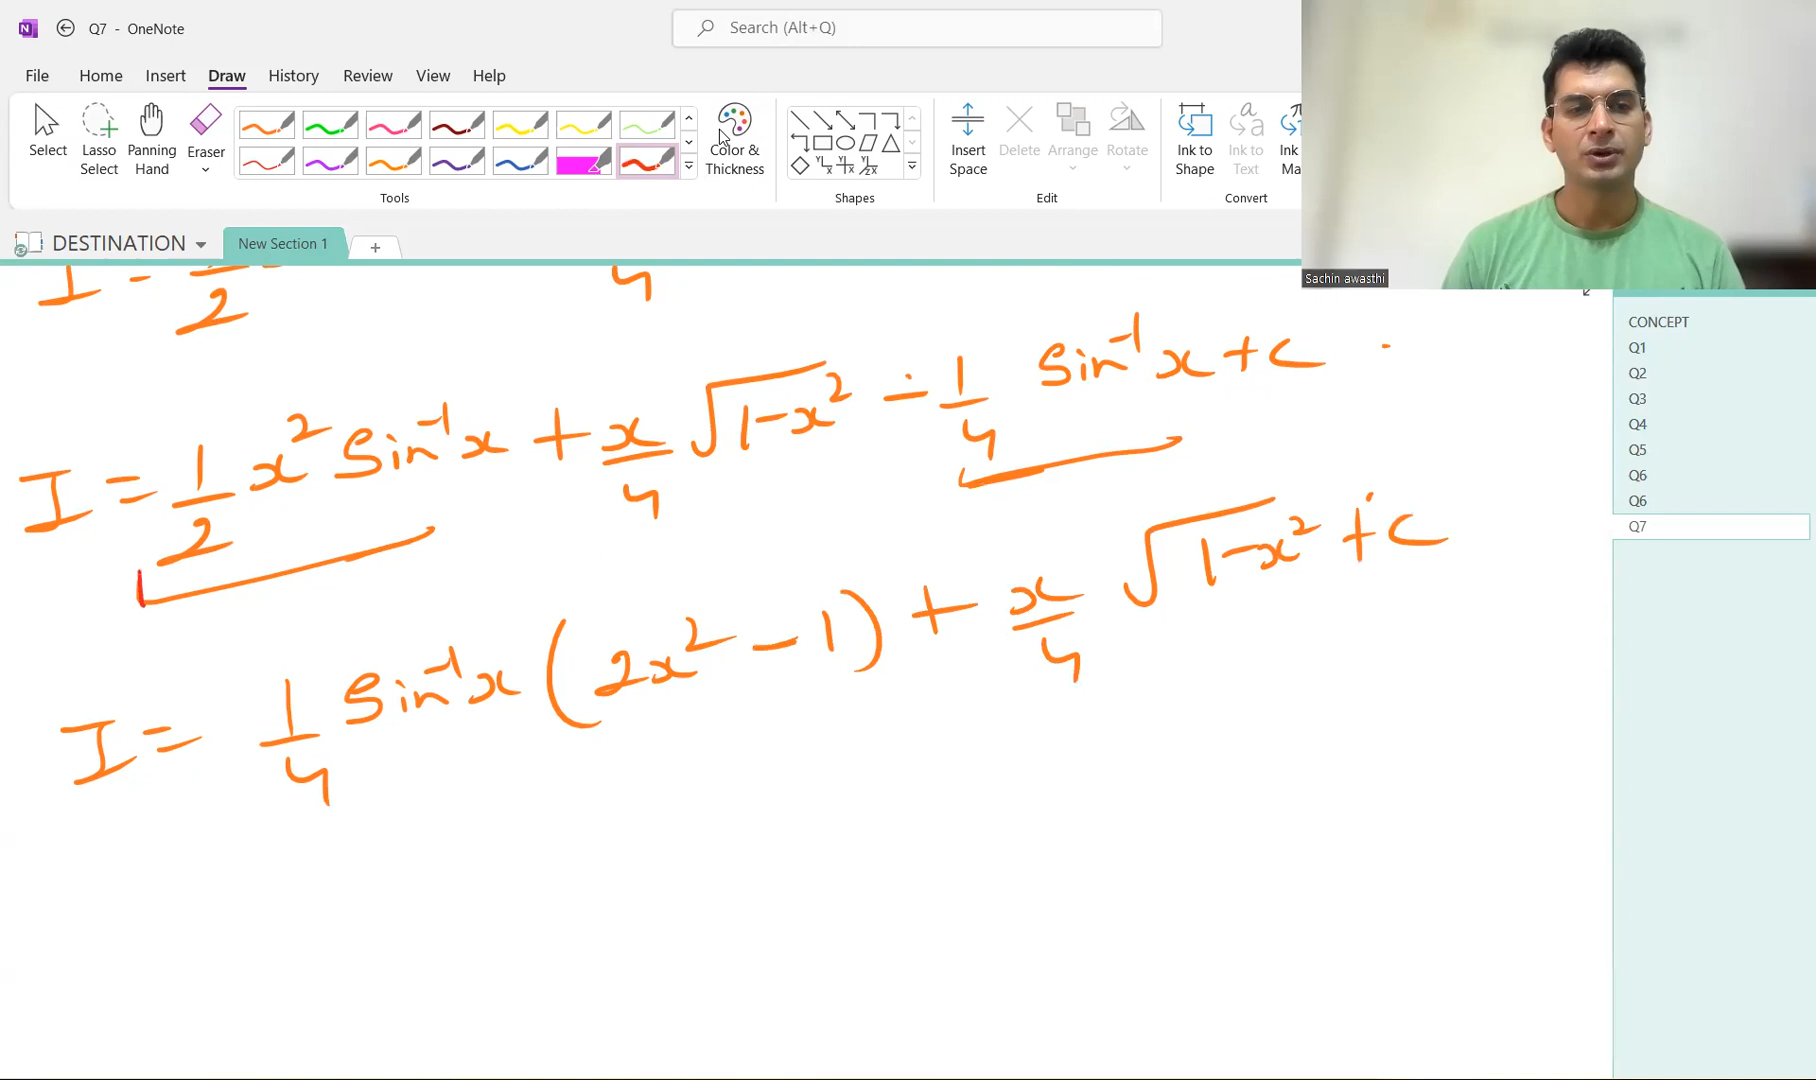 Q7 - OneNote
Search (Alt+Q)
File Home Insert Draw History Review View Help
Select
Lasso Select
Panning Hand
Eraser
Color & Thickness
Insert Space
Delete
Arrange
Rotate
Ink to Shape
Ink to Text
Ink
Ma
Tools Shapes Edit Convert
DESTINATION
New Section 1
+
Sachin awasthi
I = 2 4
I = 1/2 x² Sin⁻¹x + x/4 √1-x² - 1/4 Sin⁻¹x + c
I = 1/4 Sin⁻¹x (2x² - 1) + x/4 √1-x² + c
CONCEPT
Q1
Q2
Q3
Q4
Q5
Q6
Q6
Q7